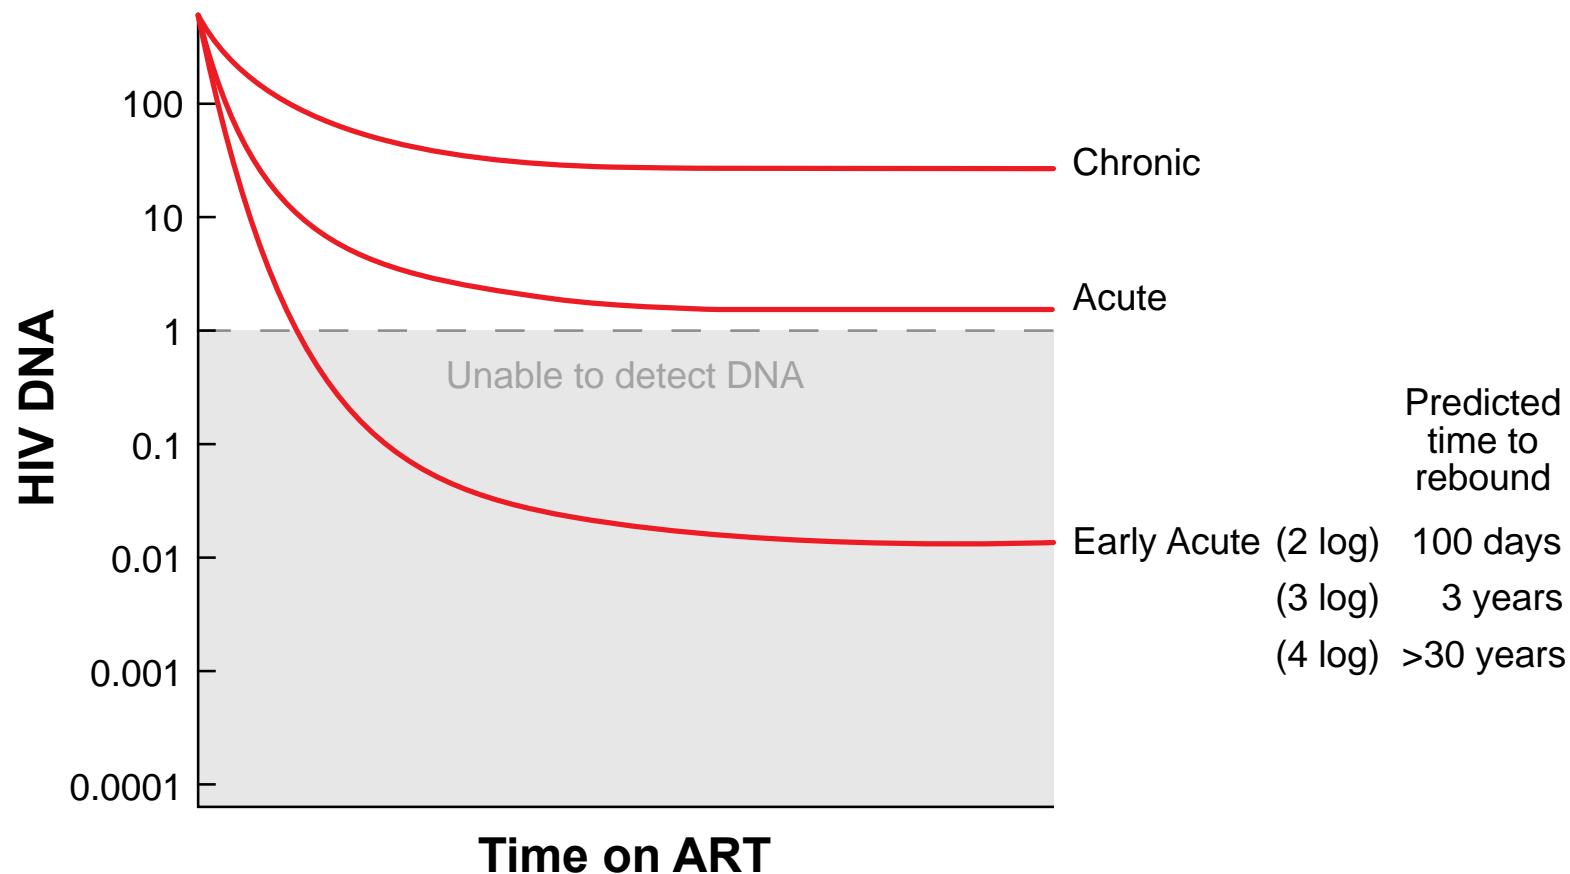 HIV DNA
100
10
1
0.1
0.01
0.001
0.0001
Chronic
Acute
Unable to detect DNA
Predicted
time to
rebound
Early Acute (2 log) 100 days
(3 log) 3 years
(4 log) >30 years
Time on ART